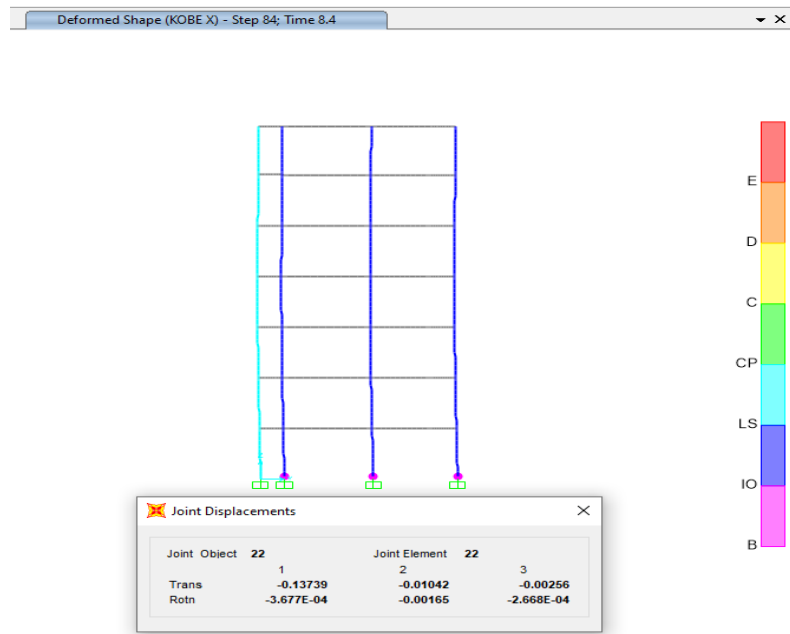 Deformed Shape (KOBE X) - Step 84; Time 8.4
E
D
C
CP
LS
IO
B
Joint Displacements
Joint Object 22 Joint Element 22
1 2 3
Trans -0.13739 -0.01042 -0.00256
Rotn -3.677E-04 -0.00165 -2.668E-04